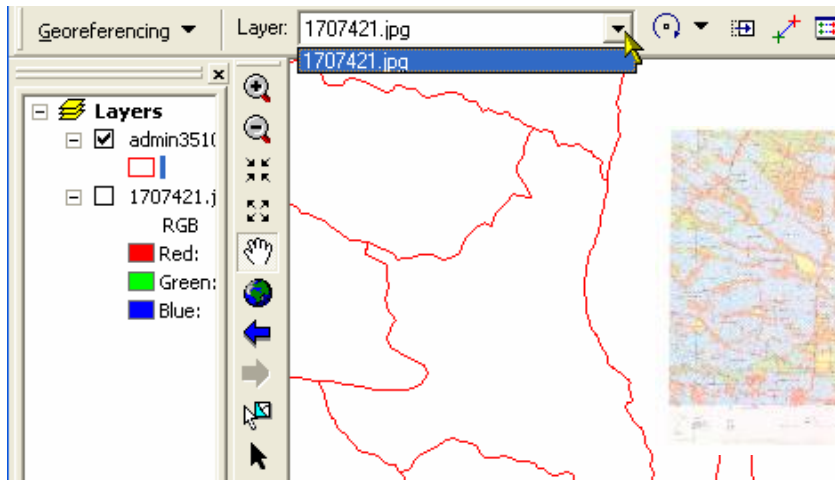 Georeferencing Layer: 1707421.jpg
1707421.jpg
Layers
admin351(
1707421.j
RGB
Red:
Green:
Blue: